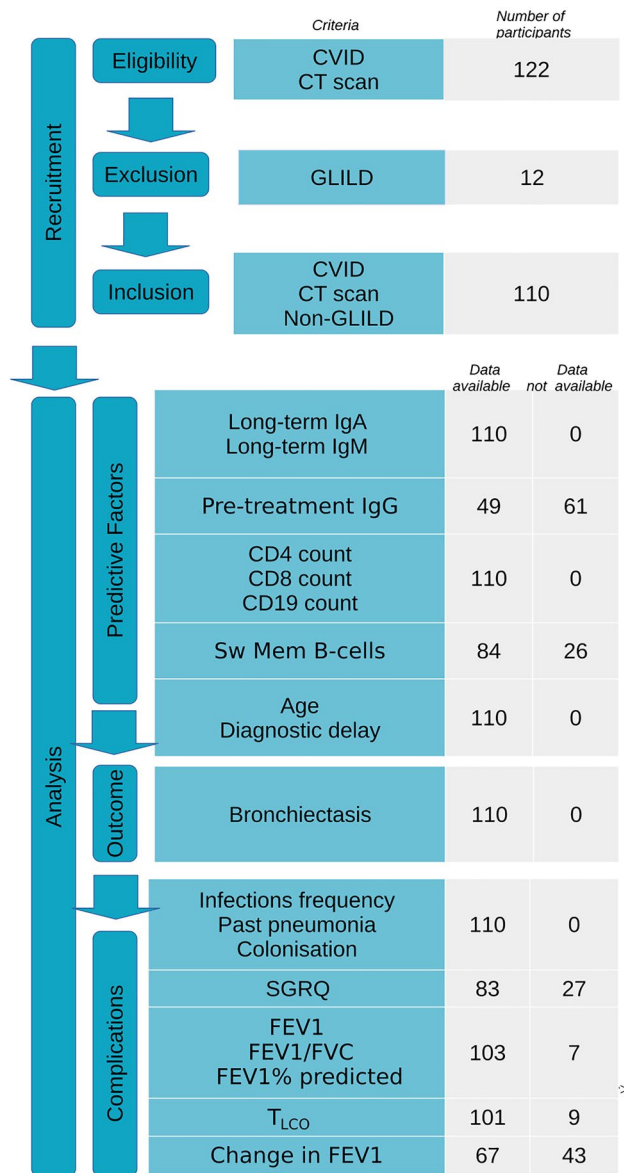 Criteria
Number of
participants
Recruitment
Eligibility
CVID
CT scan
122
Exclusion
GLILD
12
Inclusion
CVID
CT scan
Non-GLILD
110
Data
available
Data
not available
Analysis
Predictive Factors
Long-term IgA
Long-term IgM
110
0
Pre-treatment IgG
49
61
CD4 count
CD8 count
CD19 count
110
0
Sw Mem B-cells
84
26
Age
Diagnostic delay
110
0
Outcome
Bronchiectasis
110
0
Complications
Infections frequency
Past pneumonia
Colonisation
110
0
SGRQ
83
27
FEV1
FEV1/FVC
FEV1% predicted
103
7
TLCO
101
9
Change in FEV1
67
43